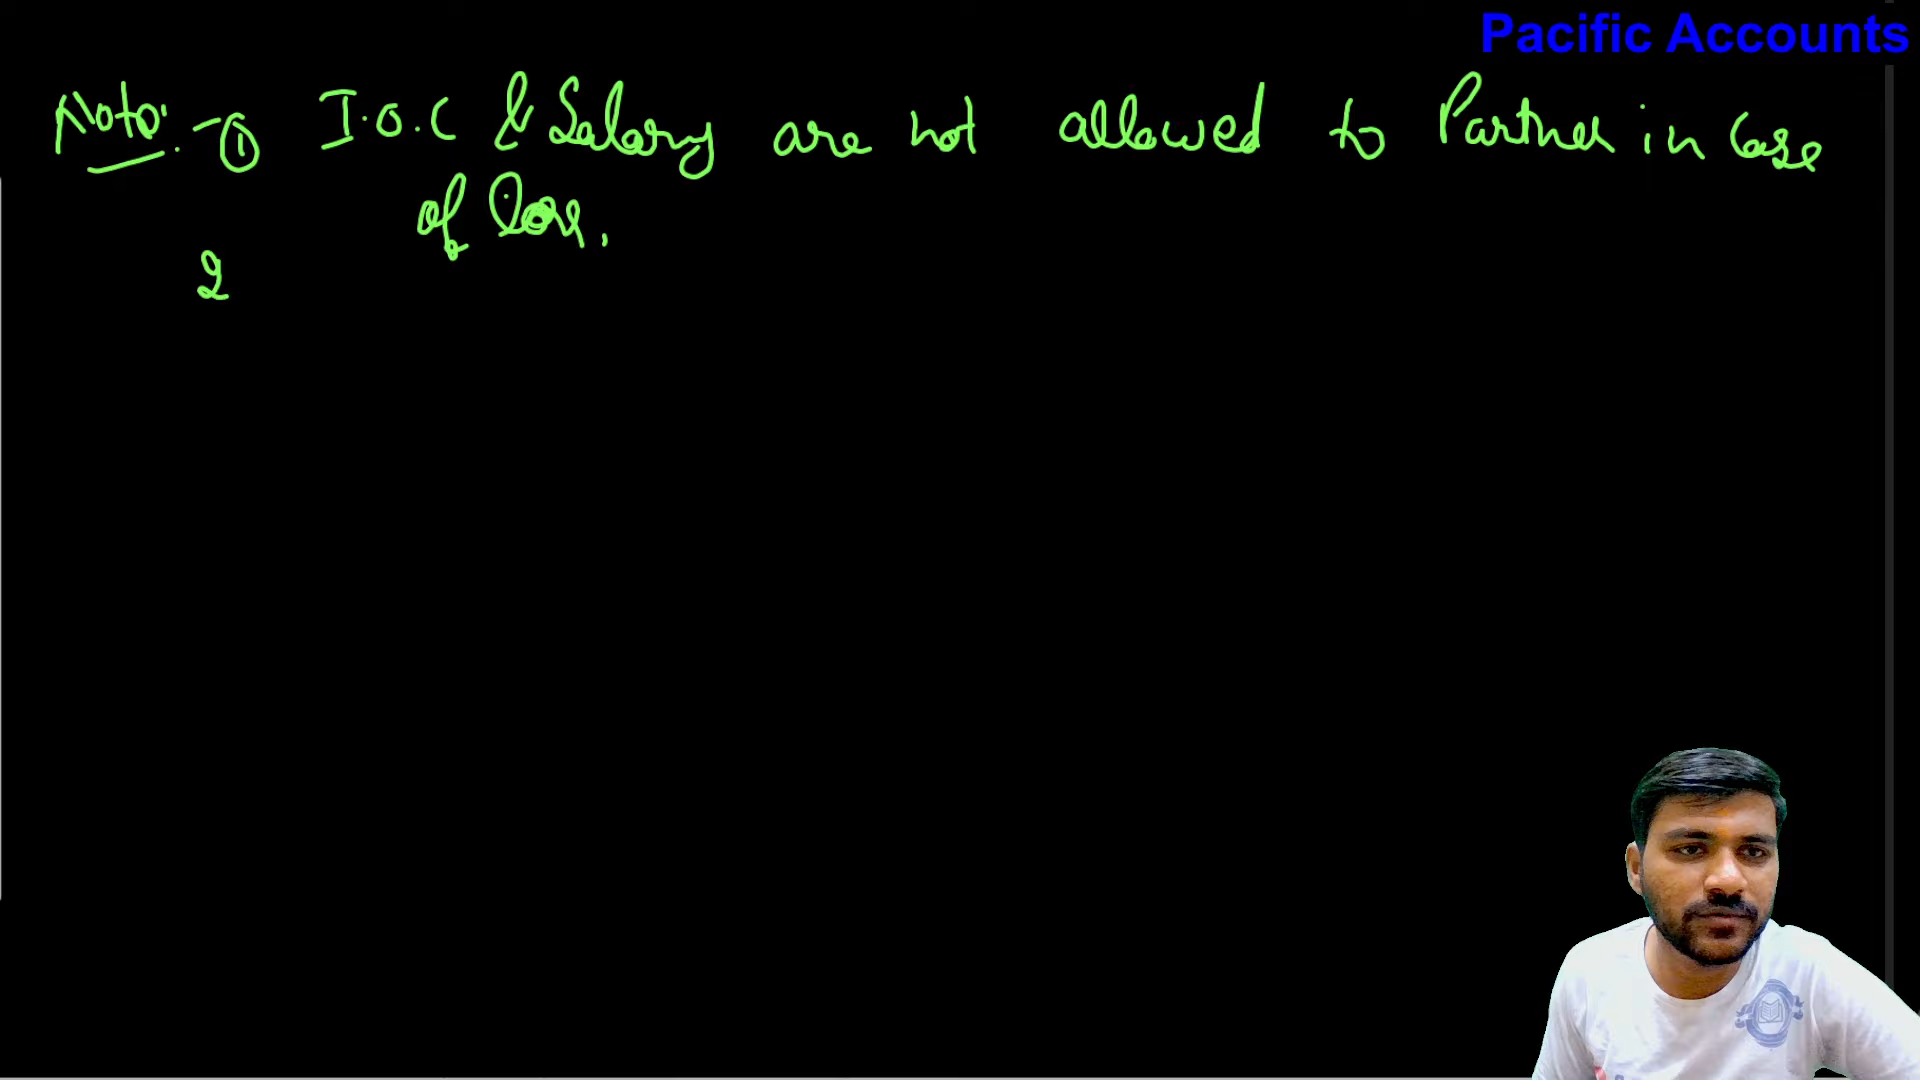 Pacific Accounts
Note:- ① I.O.C & Salary are not allowed to Partner in Case
of loss.
2